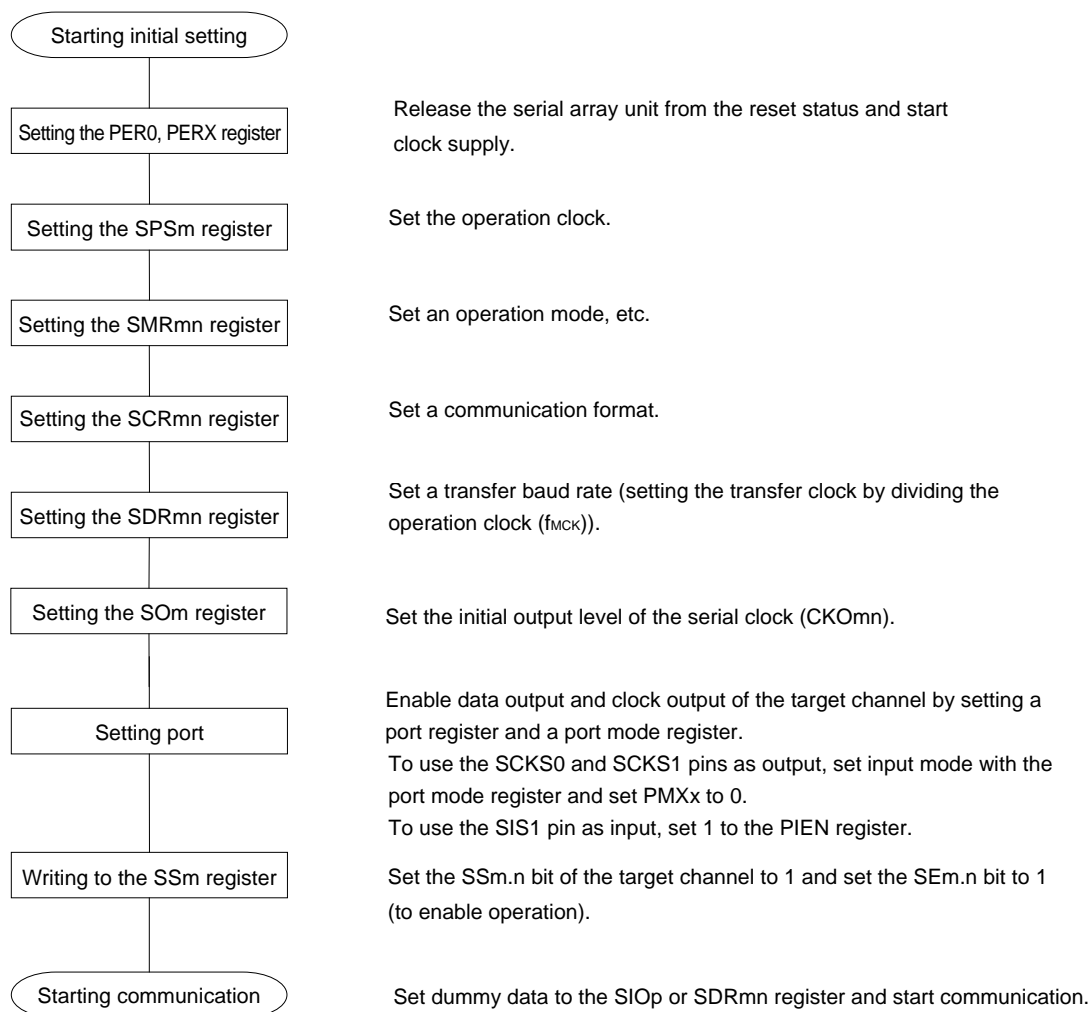 Starting initial setting
Setting the PER0, PERX register
Release the serial array unit from the reset status and start
clock supply.
Setting the SPSm register
Set the operation clock.
Setting the SMRmn register
Set an operation mode, etc.
Setting the SCRmn register
Set a communication format.
Setting the SDRmn register
Set a transfer baud rate (setting the transfer clock by dividing the
operation clock (fMCK)).
Setting the SOm register
Set the initial output level of the serial clock (CKOmn).
Setting port
Enable data output and clock output of the target channel by setting a
port register and a port mode register.
To use the SCKS0 and SCKS1 pins as output, set input mode with the
port mode register and set PMXx to 0.
To use the SIS1 pin as input, set 1 to the PIEN register.
Writing to the SSm register
Set the SSm.n bit of the target channel to 1 and set the SEm.n bit to 1
(to enable operation).
Starting communication
Set dummy data to the SIOp or SDRmn register and start communication.